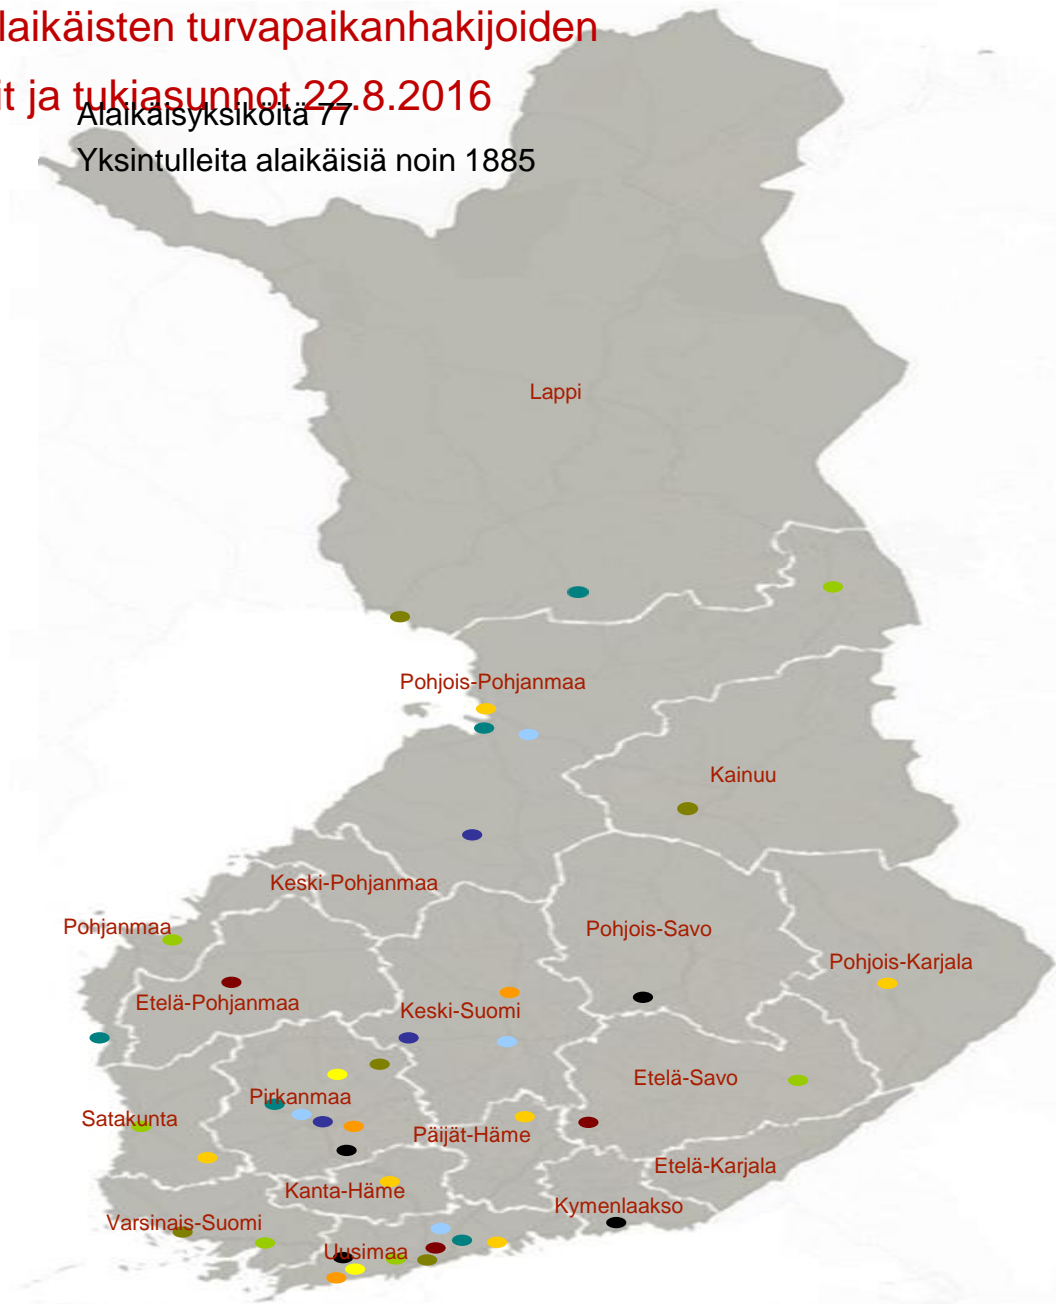 laikäisten turvapaikanhakijoiden
it ja tukiasunnot 22.8.2016
Alaikäisyksiköitä 77
Yksintulleita alaikäisiä noin 1885
Lappi
Pohjois-Pohjanmaa
Kainuu
Keski-Pohjanmaa
Pohjanmaa
Pohjois-Savo
Pohjois-Karjala
Etelä-Pohjanmaa
Keski-Suomi
Etelä-Savo
Pirkanmaa
Satakunta
Päijät-Häme
Etelä-Karjala
Kanta-Häme
Kymenlaakso
Varsinais-Suomi
Uusimaa